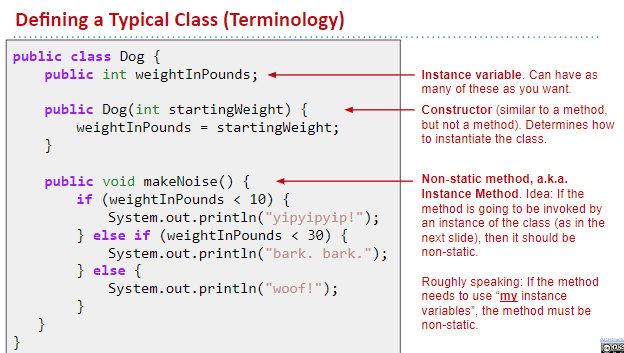 Defining a Typical Class (Terminology)
public class Dog {
public int weightInPounds;
public Dog(int startingWeight) {
weightInPounds = startingWeight;
}
public void makeNoise() {
if (weightInPounds < 10) {
System.out.println("yipyipyip!");
} else if (weightInPounds < 30) {
System.out.println("bark. bark.");
} else {
System.out.println("woof!");
}
}
}
Instance variable. Can have as
many of these as you want.
Constructor (similar to a method,
but not a method). Determines how
to instantiate the class.
Non-static method, a.k.a.
Instance Method. Idea: If the
method is going to be invoked by
an instance of the class (as in the
next slide), then it should be
non-static.
Roughly speaking: If the method
needs to use “my instance
variables”, the method must be
non-static.